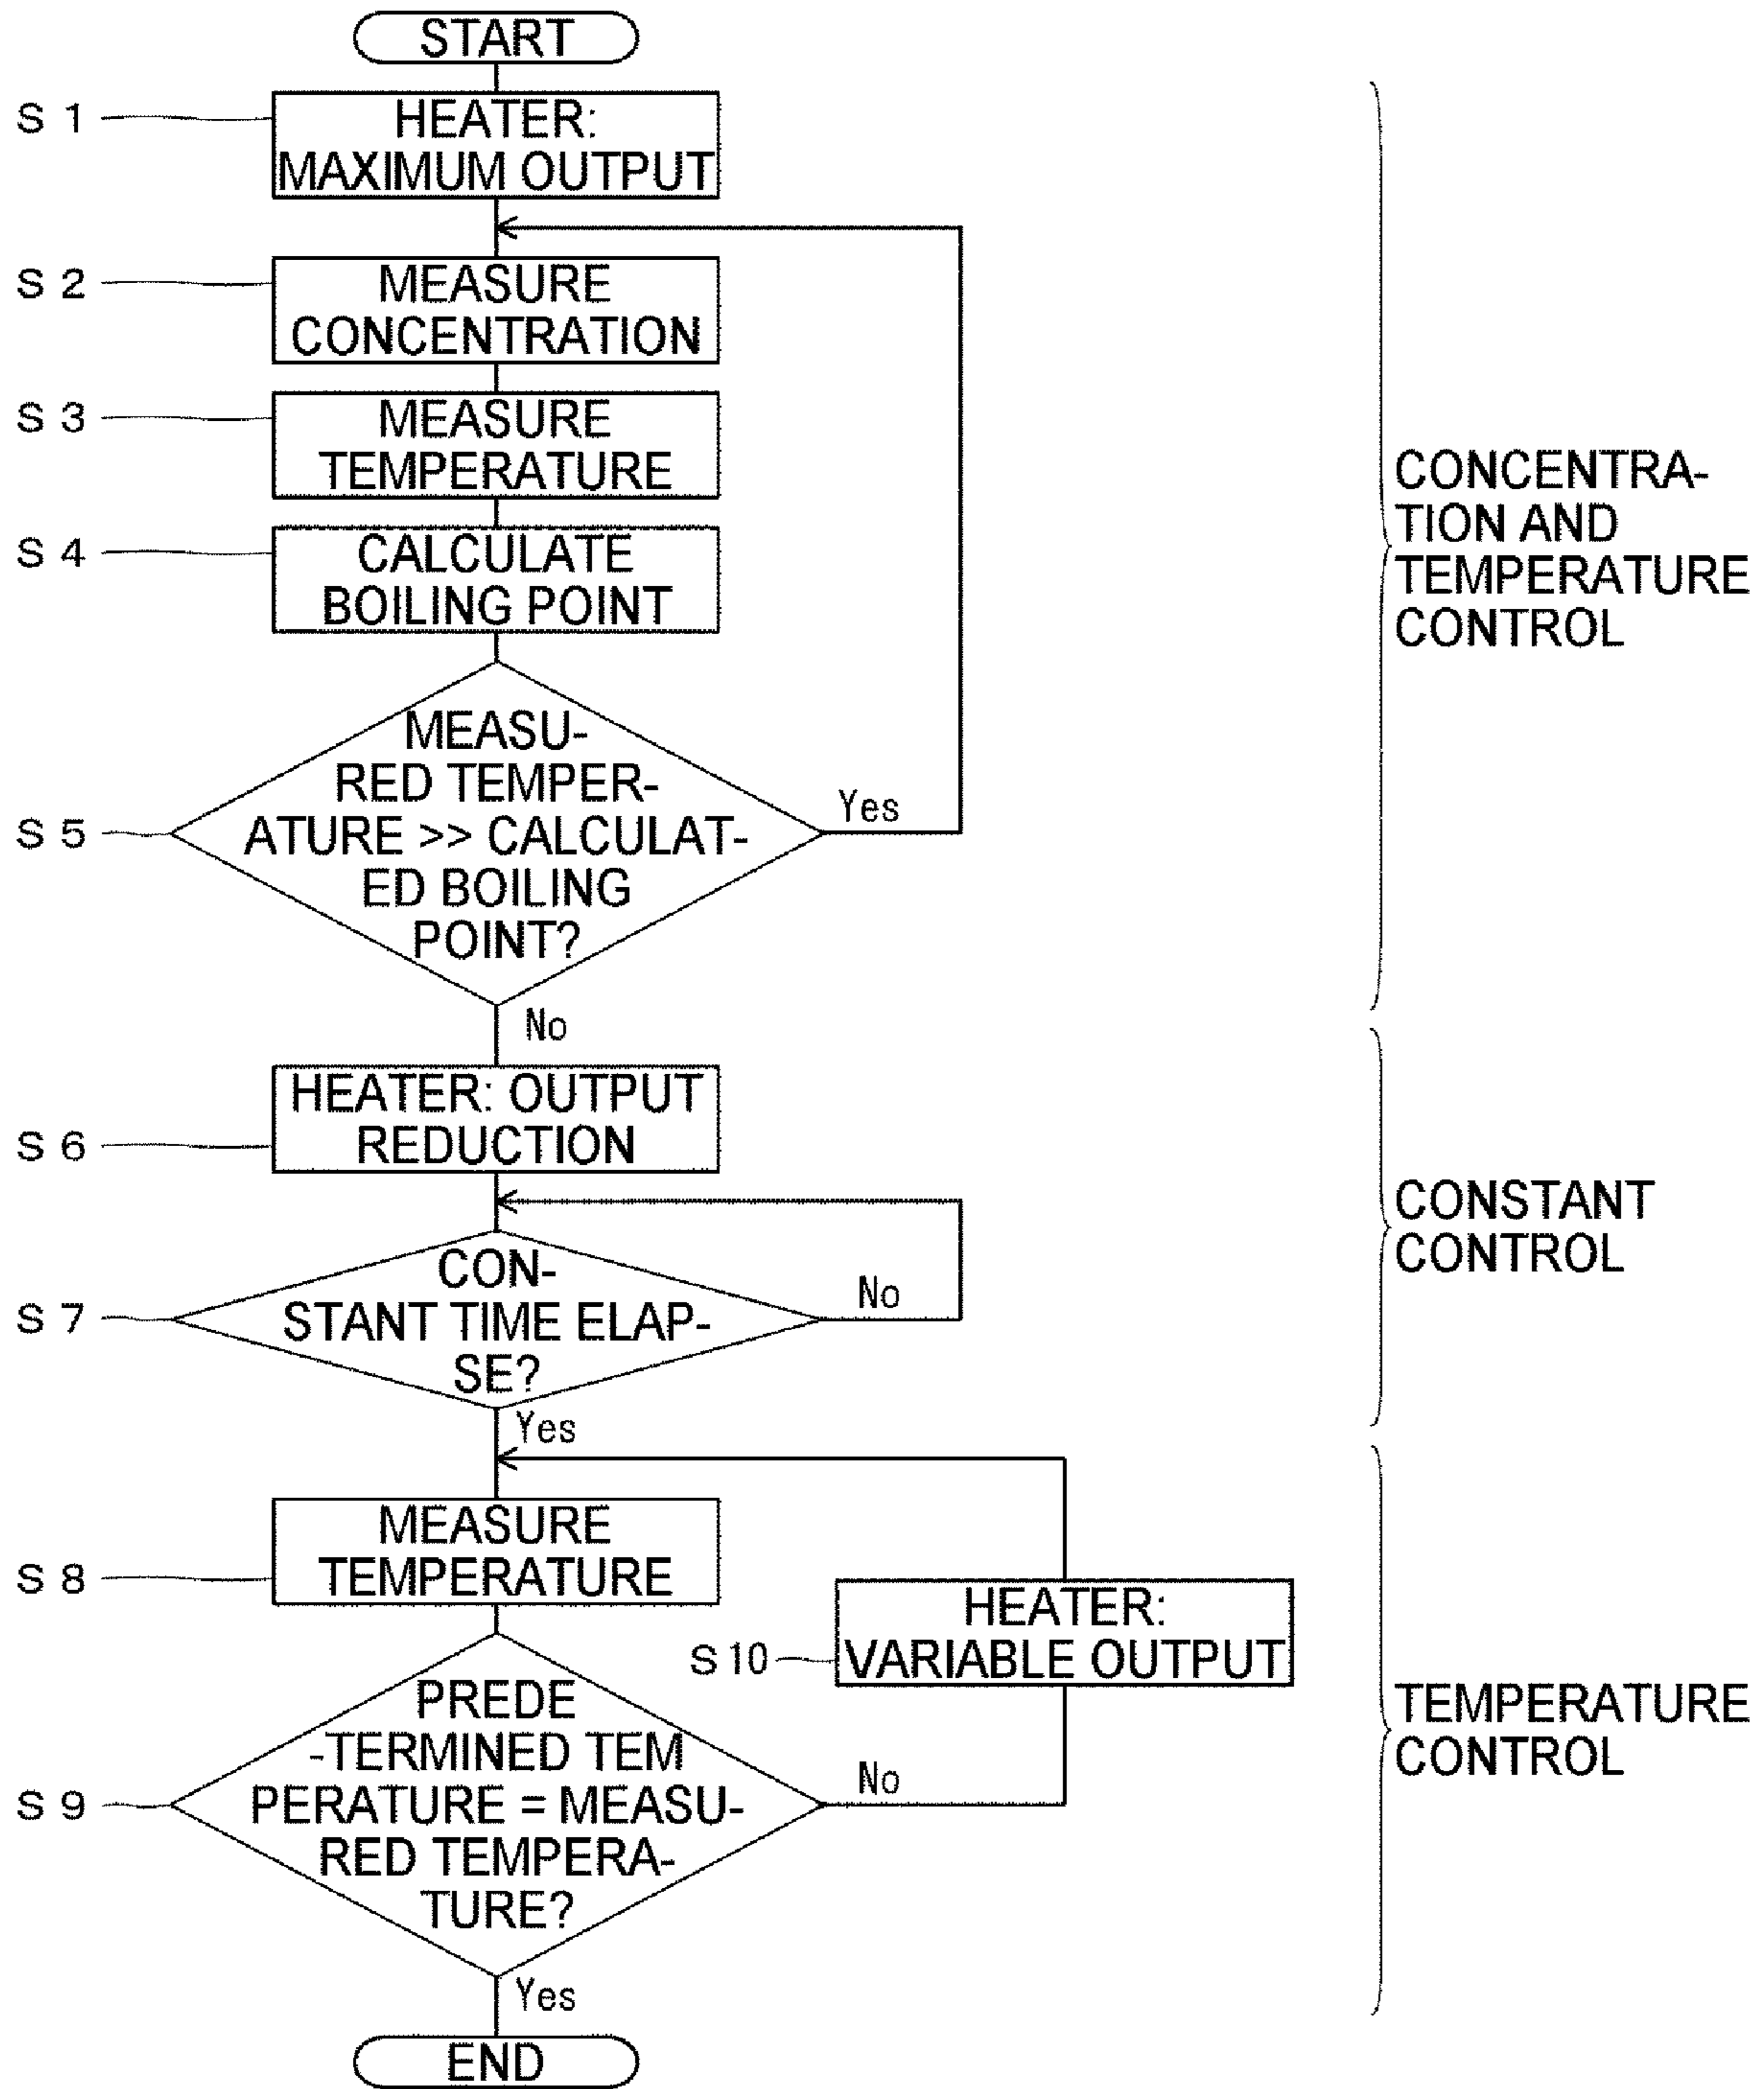 START
S 1
HEATER:
MAXIMUM OUTPUT
S 2
MEASURE
CONCENTRATION
S 3
MEASURE
TEMPERATURE
S 4
CALCULATE
BOILING POINT
S 5
MEASU-
RED TEMPER-
ATURE >> CALCULAT-
ED BOILING
POINT?
Yes
No
CONCENTRA-
TION AND
TEMPERATURE
CONTROL
S 6
HEATER: OUTPUT
REDUCTION
S 7
CON-
STANT TIME ELAP-
SE?
No
Yes
CONSTANT
CONTROL
S 8
MEASURE
TEMPERATURE
S 10
HEATER:
VARIABLE OUTPUT
S 9
PREDE
-TERMINED TEM
PERATURE = MEASU-
RED TEMPERA-
TURE?
No
Yes
TEMPERATURE
CONTROL
END